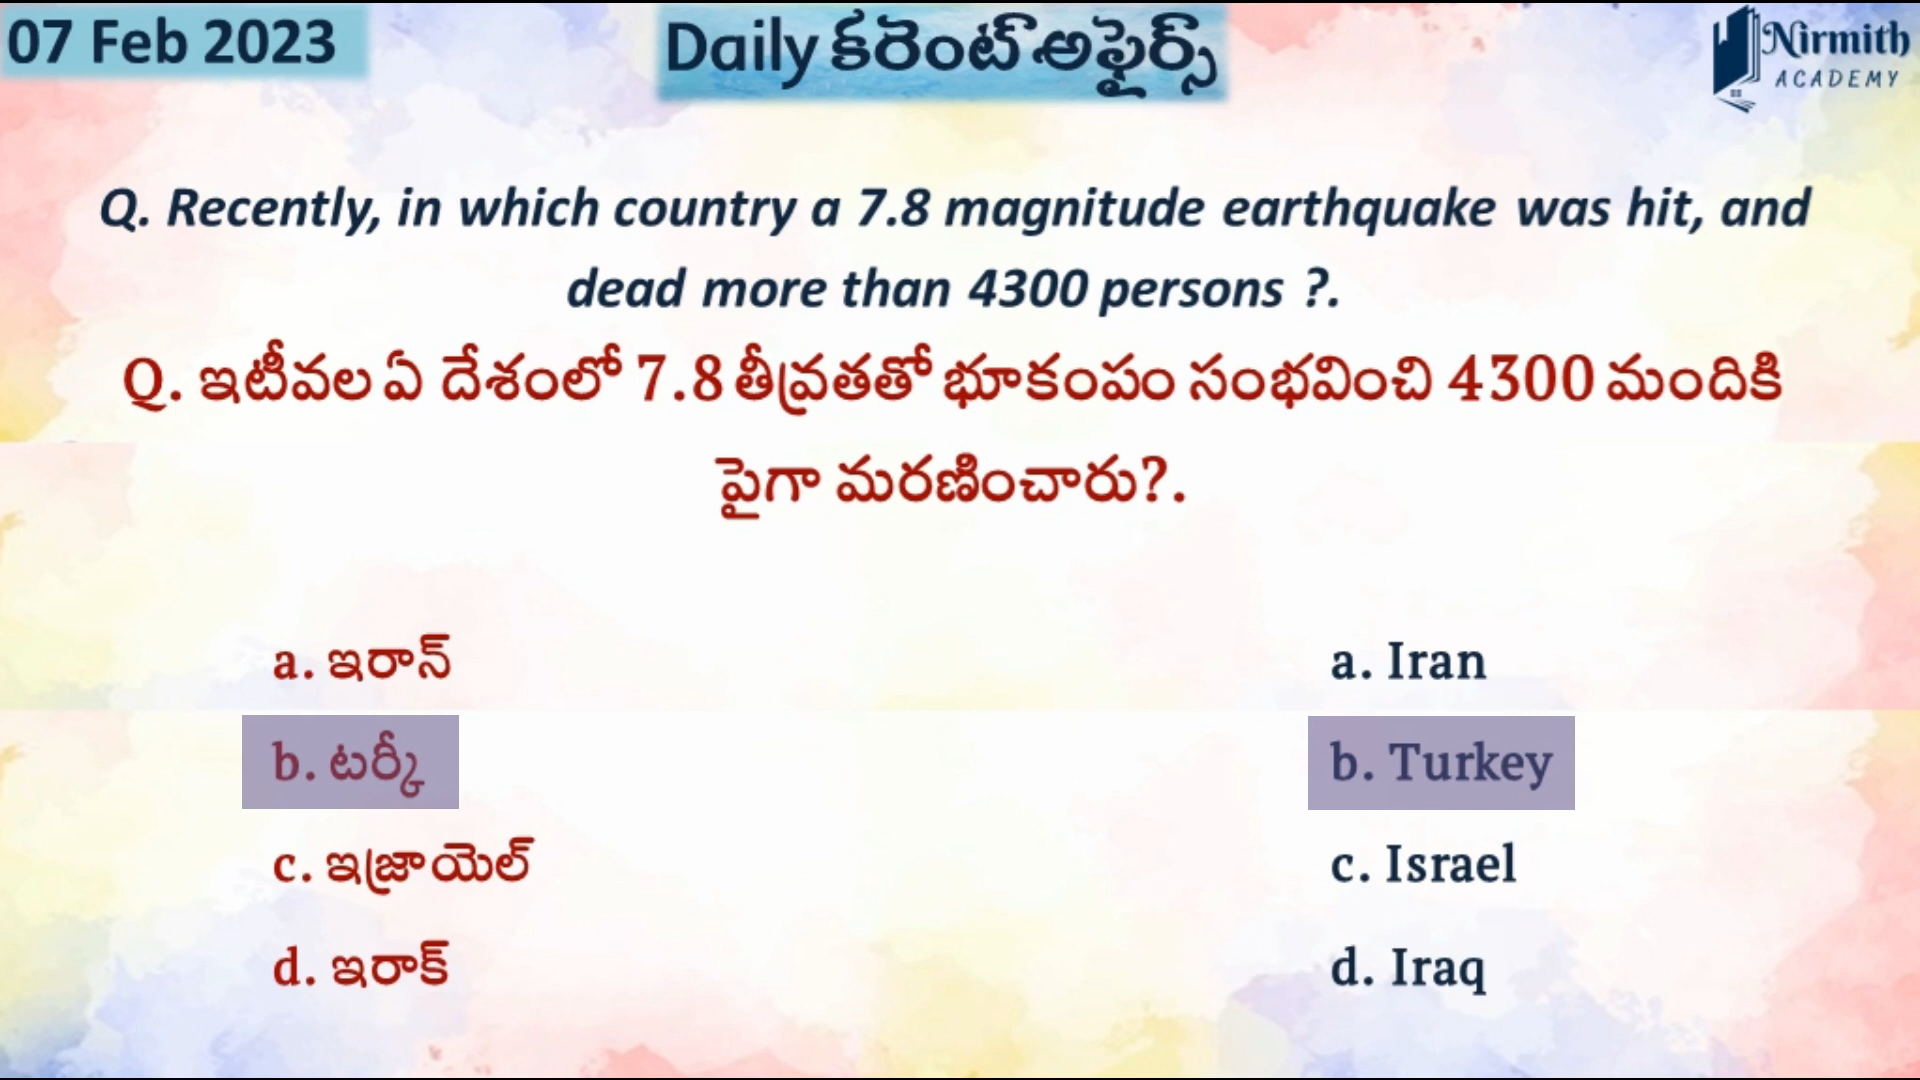 07 Feb 2023
Daily కరెంట్ అఫైర్స్
Nirmith
ACADEMY
Q. Recently, in which country a 7.8 magnitude earthquake was hit, and
dead more than 4300 persons ?.
Q. ఇటీవల ఏ దేశంలో 7.8 తీవ్రతతో భూకంపం సంభవించి 4300 మందికి
పైగా మరణించారు?.
a. ఇరాన్
b. టర్కీ
c. ఇజ్రాయెల్
d. ఇరాక్
a. Iran
b. Turkey
c. Israel
d. Iraq